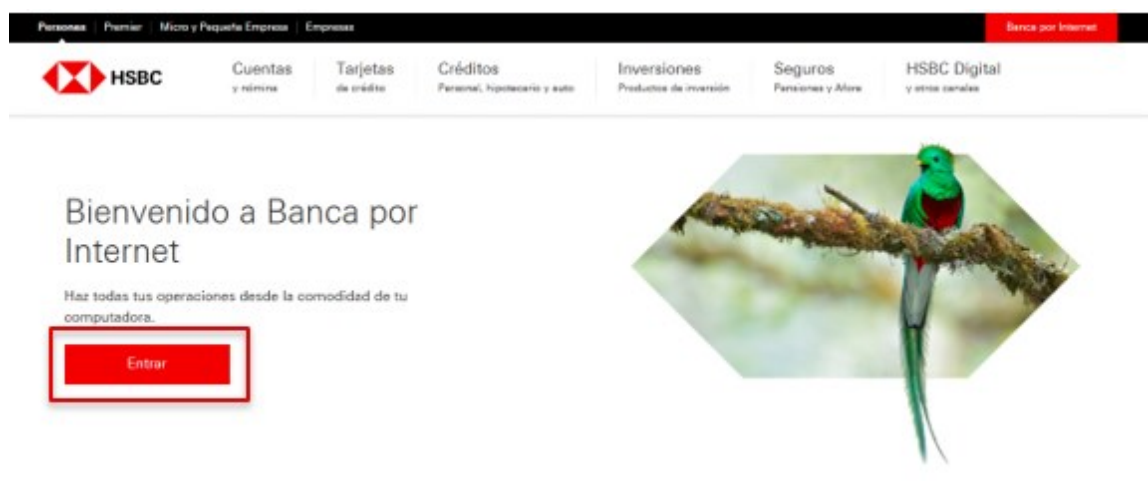 Personas | Premier | Micro y Pequeña Empresa | Empresas
Banca por Internet
HSBC
Cuentas
y nómina
Tarjetas
de crédito
Créditos
Personal, hipotecario y auto
Inversiones
Productos de inversión
Seguros
Pensiones y Afore
HSBC Digital
y otros canales
Bienvenido a Banca por
Internet
Haz todas tus operaciones desde la comodidad de tu
computadora.
Entrar